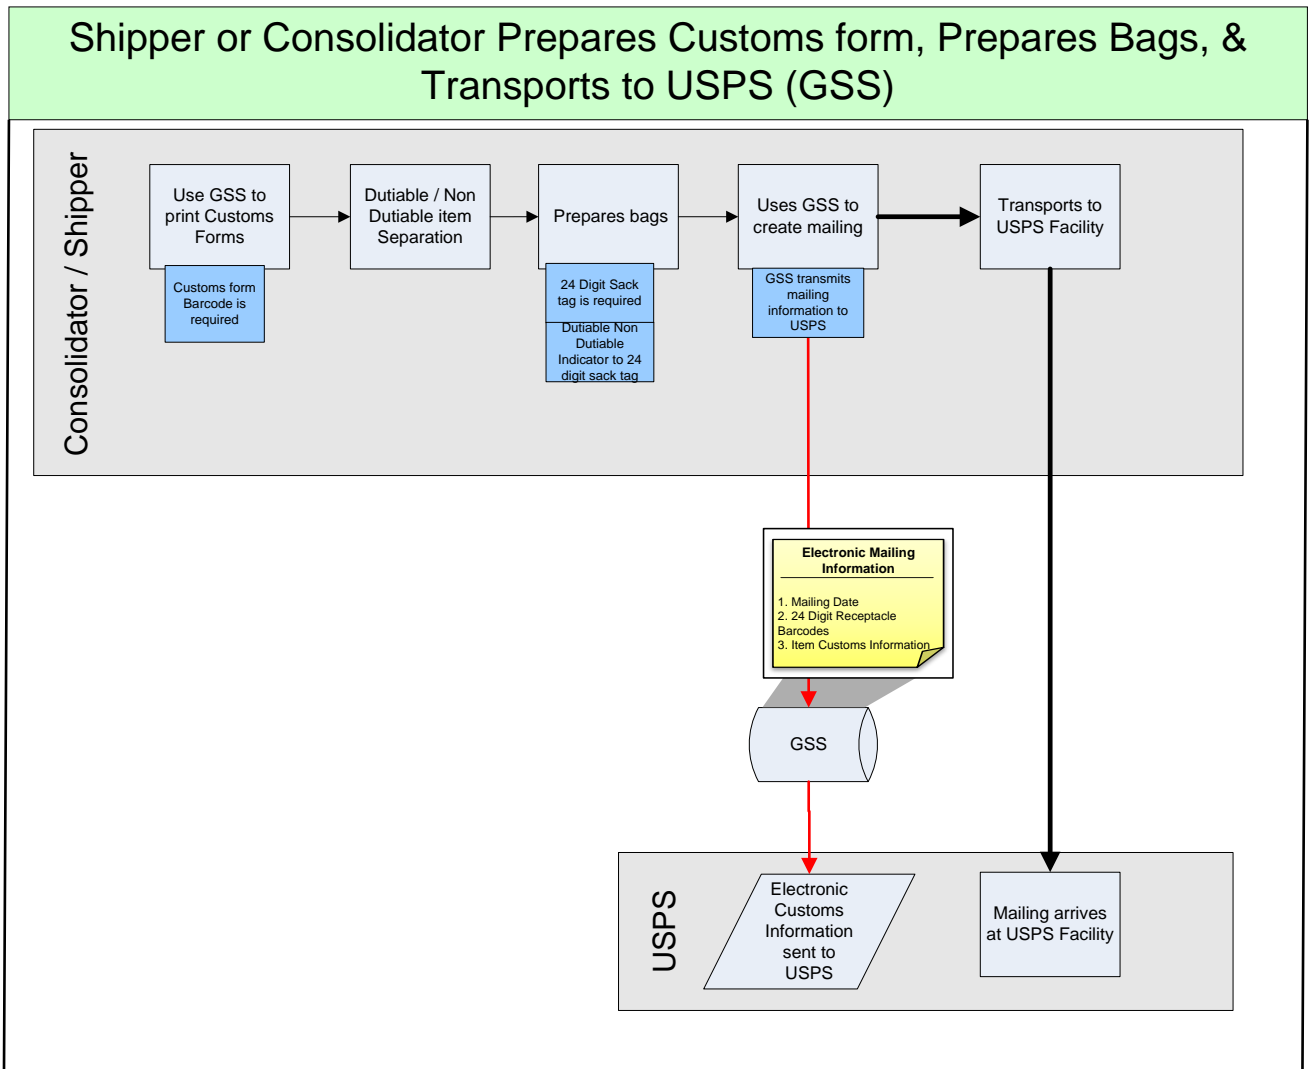 Shipper or Consolidator Prepares Customs form, Prepares Bags, &
Transports to USPS (GSS)
Consolidator / Shipper
Use GSS to
print Customs
Forms
Customs form
Barcode is
required
Dutiable / Non
Dutiable item
Separation
Prepares bags
24 Digit Sack
tag is required
Dutiable Non
Dutiable
Indicator to 24
digit sack tag
Uses GSS to
create mailing
GSS transmits
mailing
information to
USPS
Transports to
USPS Facility
Electronic Mailing
Information
1. Mailing Date
2. 24 Digit Receptacle
Barcodes
3. Item Customs Information
GSS
USPS
Electronic
Customs
Information
sent to
USPS
Mailing arrives
at USPS Facility